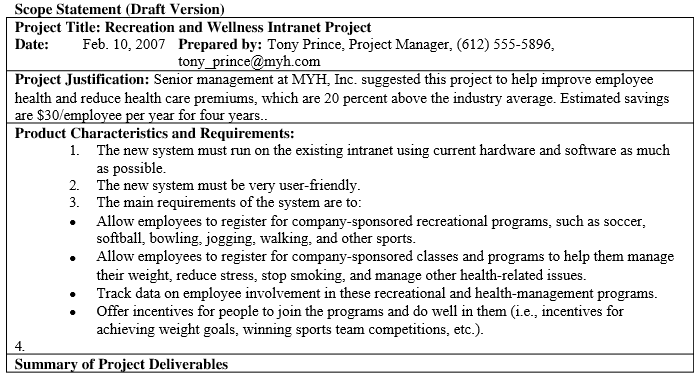 Scope Statement (Draft Version)
Project Title: Recreation and Wellness Intranet Project
Date: Feb. 10, 2007 Prepared by: Tony Prince, Project Manager, (612) 555-5896,
tony_prince@myh.com
Project Justification: Senior management at MYH, Inc. suggested this project to help improve employee
health and reduce health care premiums, which are 20 percent above the industry average. Estimated savings
are $30/employee per year for four years..
Product Characteristics and Requirements:
1. The new system must run on the existing intranet using current hardware and software as much
as possible.
2. The new system must be very user-friendly.
3. The main requirements of the system are to:
• Allow employees to register for company-sponsored recreational programs, such as soccer,
softball, bowling, jogging, walking, and other sports.
• Allow employees to register for company-sponsored classes and programs to help them manage
their weight, reduce stress, stop smoking, and manage other health-related issues.
• Track data on employee involvement in these recreational and health-management programs.
• Offer incentives for people to join the programs and do well in them (i.e., incentives for
achieving weight goals, winning sports team competitions, etc.).
4.
Summary of Project Deliverables